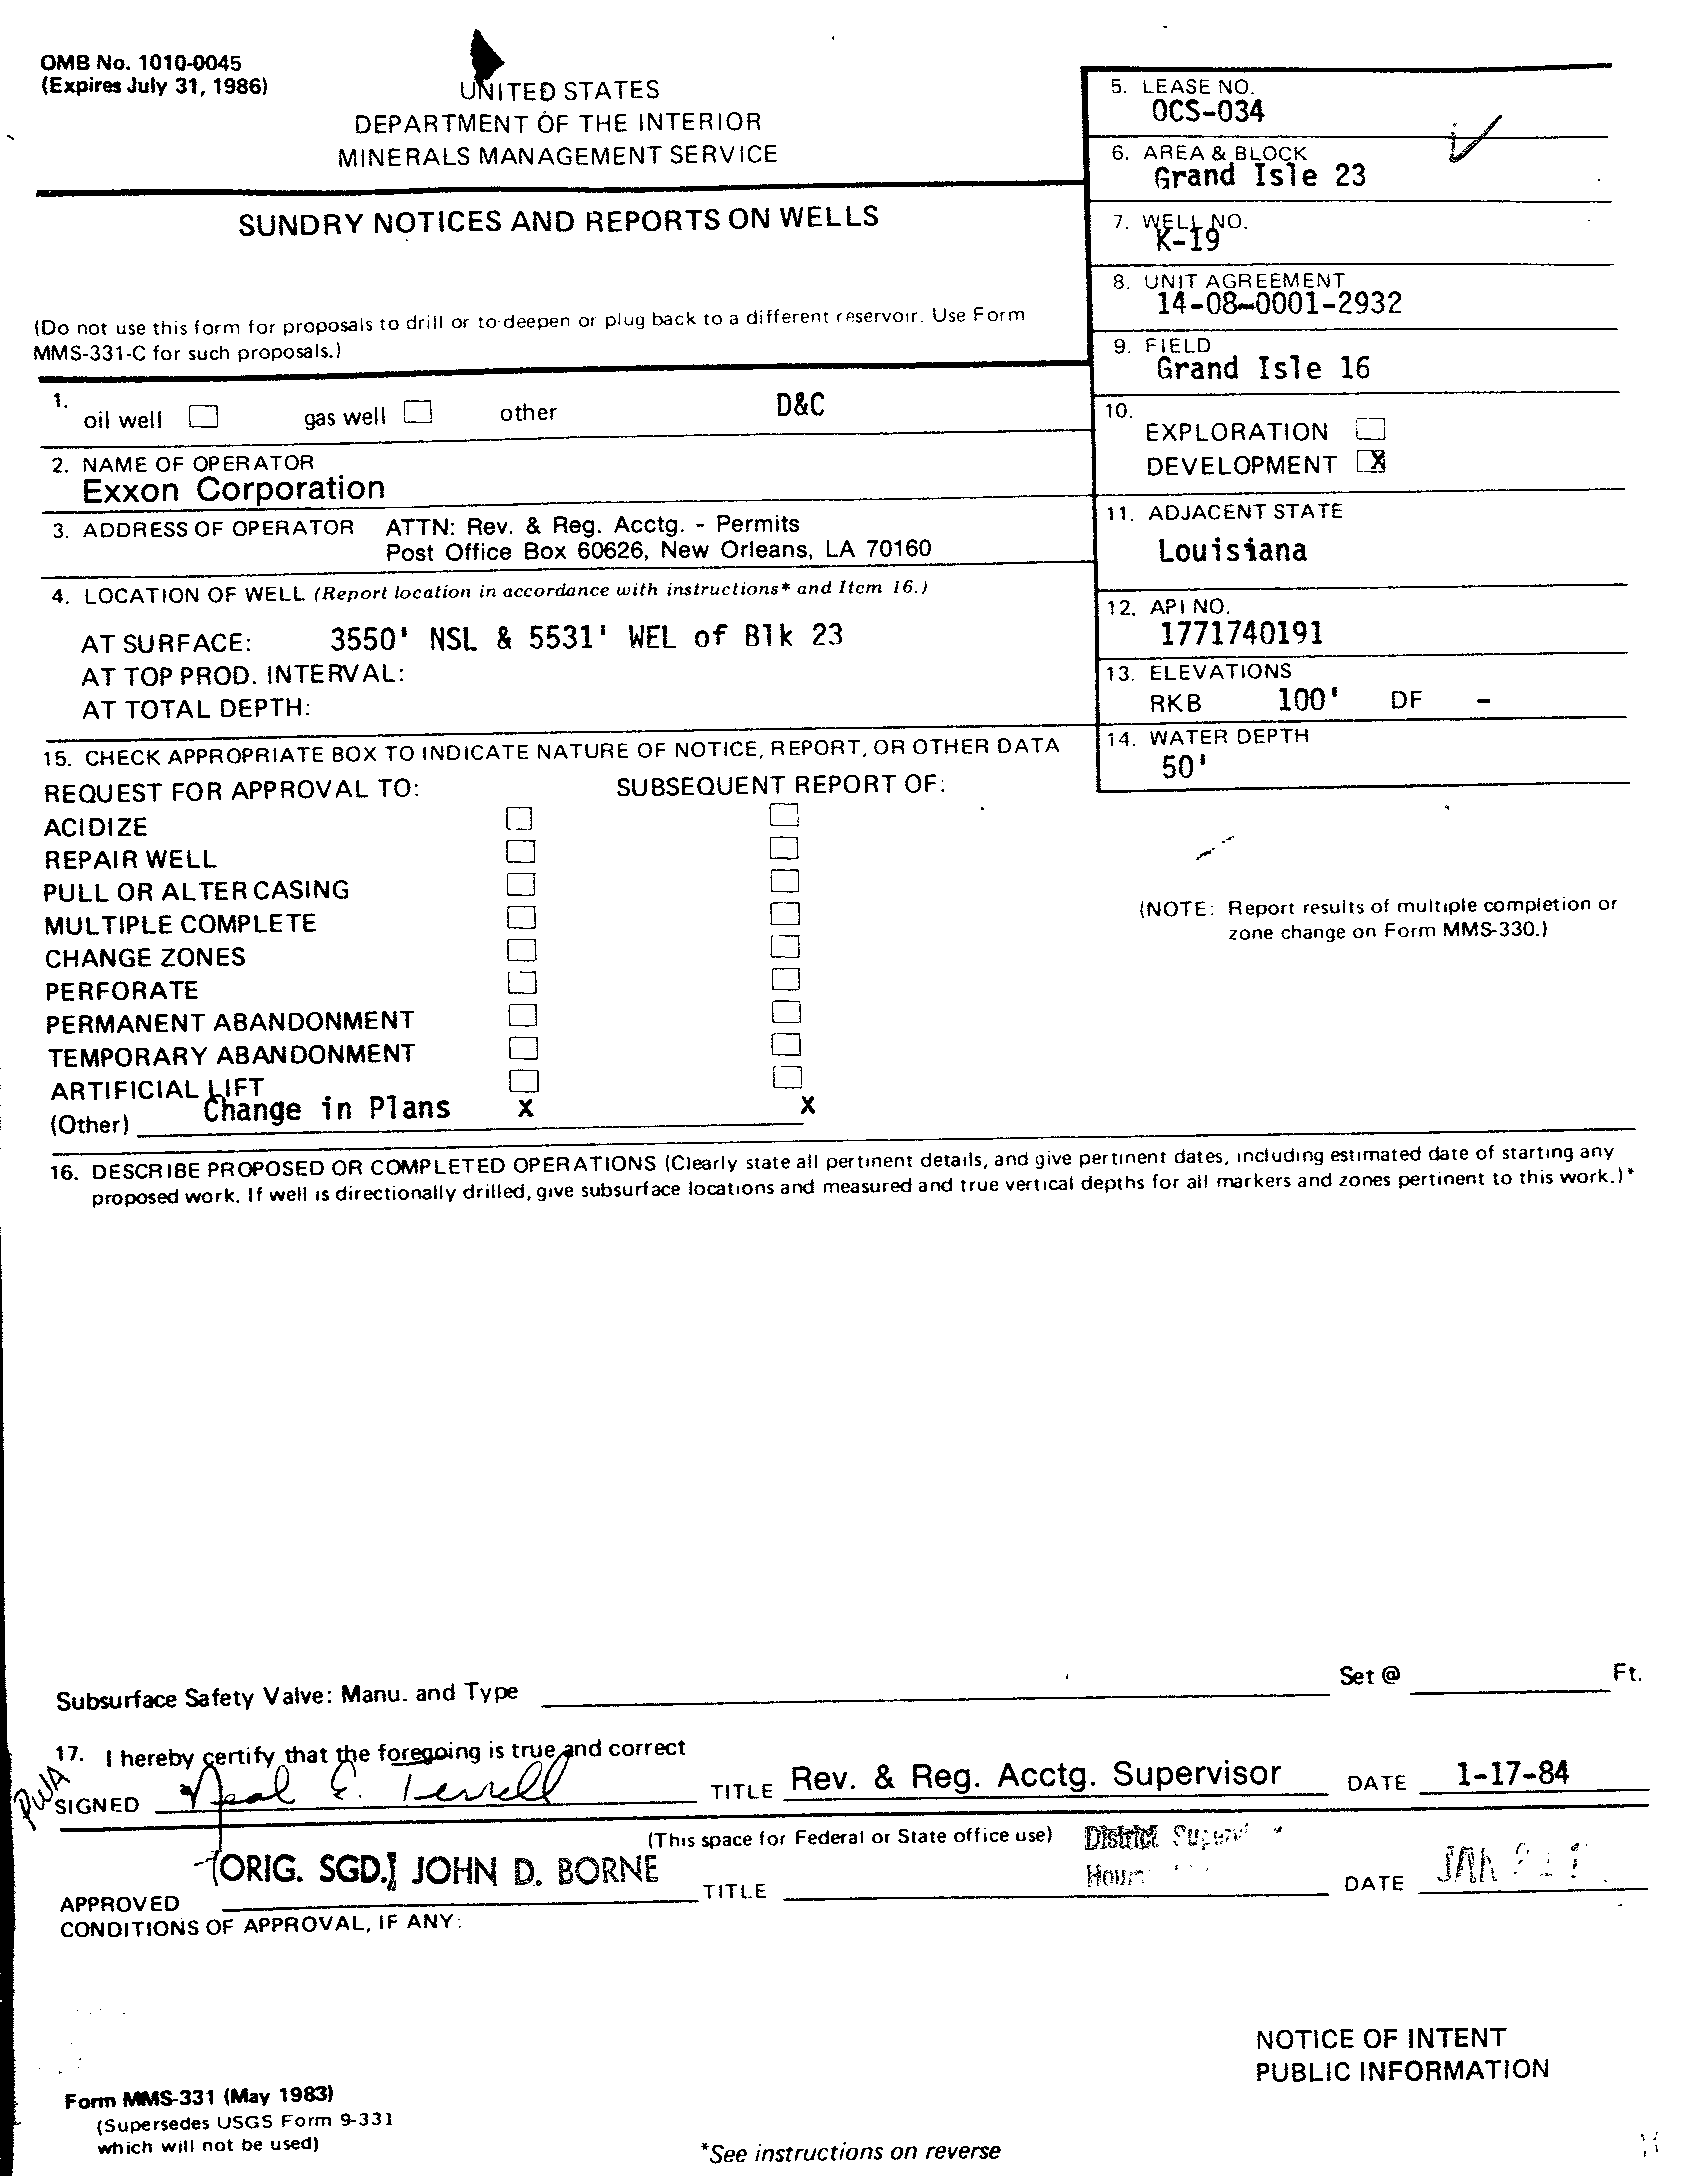 OMB No. 1010-0045
(Expires July 31, 1986)
UNITED STATES
DEPARTMENT OF THE INTERIOR
MINERALS MANAGEMENT SERVICE
SUNDRY NOTICES AND REPORTS ON WELLS
(Do not use this form for proposals to drill or to deepen or plug back to a different reservoir. Use Form
MMS-331-C for such proposals.)
1.
oil well gas well other D&C
2. NAME OF OPERATOR
Exxon Corporation
3. ADDRESS OF OPERATOR ATTN: Rev. & Reg. Acctg. - Permits
Post Office Box 60626, New Orleans, LA 70160
4. LOCATION OF WELL (Report location in accordance with instructions* and Item 16.)
AT SURFACE: 3550' NSL & 5531' WEL of Blk 23
AT TOP PROD. INTERVAL:
AT TOTAL DEPTH:
5. LEASE NO.
OCS-034
6. AREA & BLOCK
Grand Isle 23
7. WELL NO.
K-19
8. UNIT AGREEMENT
14-08-0001-2932
9. FIELD
Grand Isle 16
10.
EXPLORATION
DEVELOPMENT X
11. ADJACENT STATE
Louisiana
12. API NO.
1771740191
13. ELEVATIONS
RKB 100' DF -
14. WATER DEPTH
50'
15. CHECK APPROPRIATE BOX TO INDICATE NATURE OF NOTICE, REPORT, OR OTHER DATA
REQUEST FOR APPROVAL TO: SUBSEQUENT REPORT OF:
ACIDIZE
REPAIR WELL
PULL OR ALTER CASING
MULTIPLE COMPLETE
CHANGE ZONES
PERFORATE
PERMANENT ABANDONMENT
TEMPORARY ABANDONMENT
ARTIFICIAL LIFT
(Other) Change in Plans X X
(NOTE: Report results of multiple completion or
zone change on Form MMS-330.)
16. DESCRIBE PROPOSED OR COMPLETED OPERATIONS (Clearly state all pertinent details, and give pertinent dates, including estimated date of starting any
proposed work. If well is directionally drilled, give subsurface locations and measured and true vertical depths for all markers and zones pertinent to this work.)*
Subsurface Safety Valve: Manu. and Type Set @ Ft.
17. I hereby certify that the foregoing is true and correct
SIGNED Neal E. Terrell TITLE Rev. & Reg. Acctg. Supervisor DATE 1-17-84
(This space for Federal or State office use) District
(ORIG. SGD.) JOHN D. BORNE
APPROVED TITLE DATE JAN
CONDITIONS OF APPROVAL, IF ANY:
NOTICE OF INTENT
PUBLIC INFORMATION
Form MMS-331 (May 1983)
(Supersedes USGS Form 9-331
which will not be used)
*See instructions on reverse